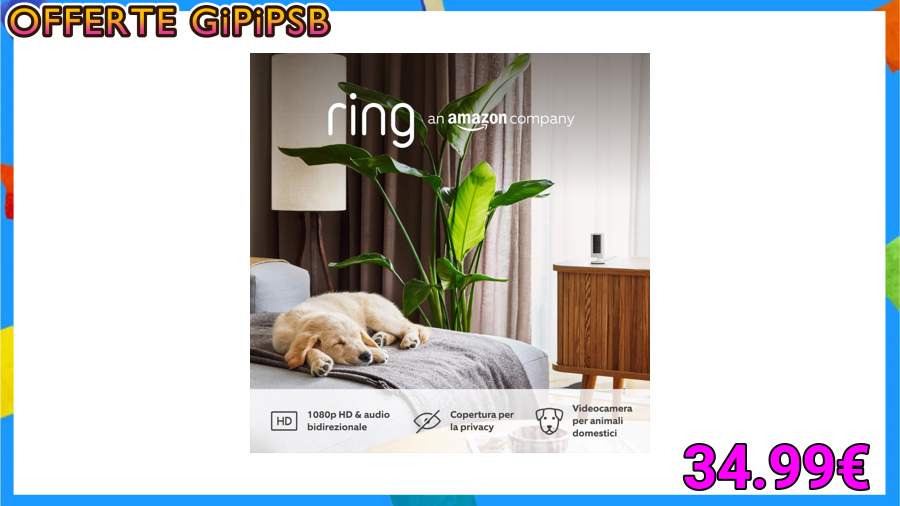 OFFERTE GiPiPSB
ring an amazon company
HD
1080p HD & audio
bidirezionale
Copertura per
la privacy
Videocamera
per animali
domestici
34.99€